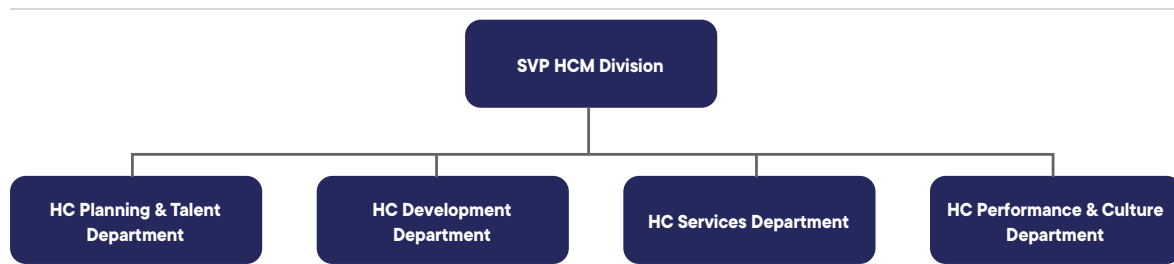 SVP HCM Division
HC Planning & Talent
Department
HC Development
Department
HC Services Department
HC Performance & Culture
Department